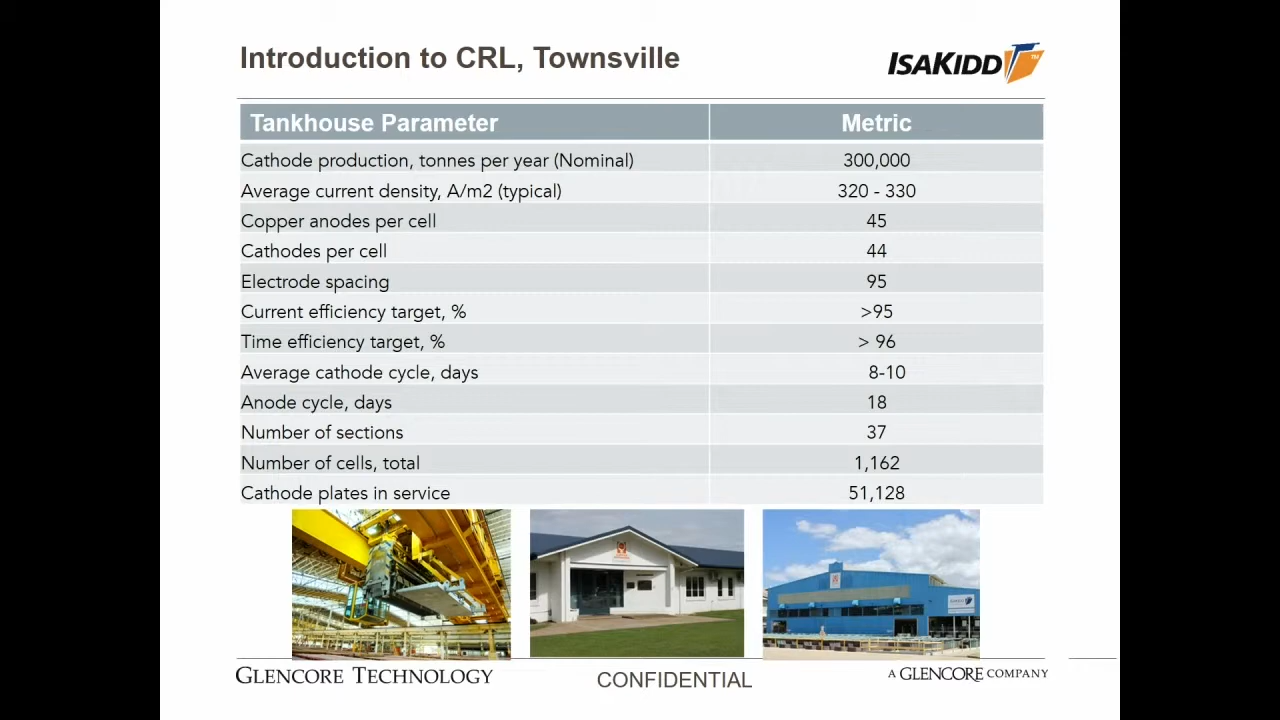 Introduction to CRL, Townsville
ISAKIDD TM
Tankhouse Parameter Metric
Cathode production, tonnes per year (Nominal) 300,000
Average current density, A/m2 (typical) 320 - 330
Copper anodes per cell 45
Cathodes per cell 44
Electrode spacing 95
Current efficiency target, % >95
Time efficiency target, % > 96
Average cathode cycle, days 8-10
Anode cycle, days 18
Number of sections 37
Number of cells, total 1,162
Cathode plates in service 51,128
GLENCORE TECHNOLOGY
CONFIDENTIAL
A GLENCORE COMPANY